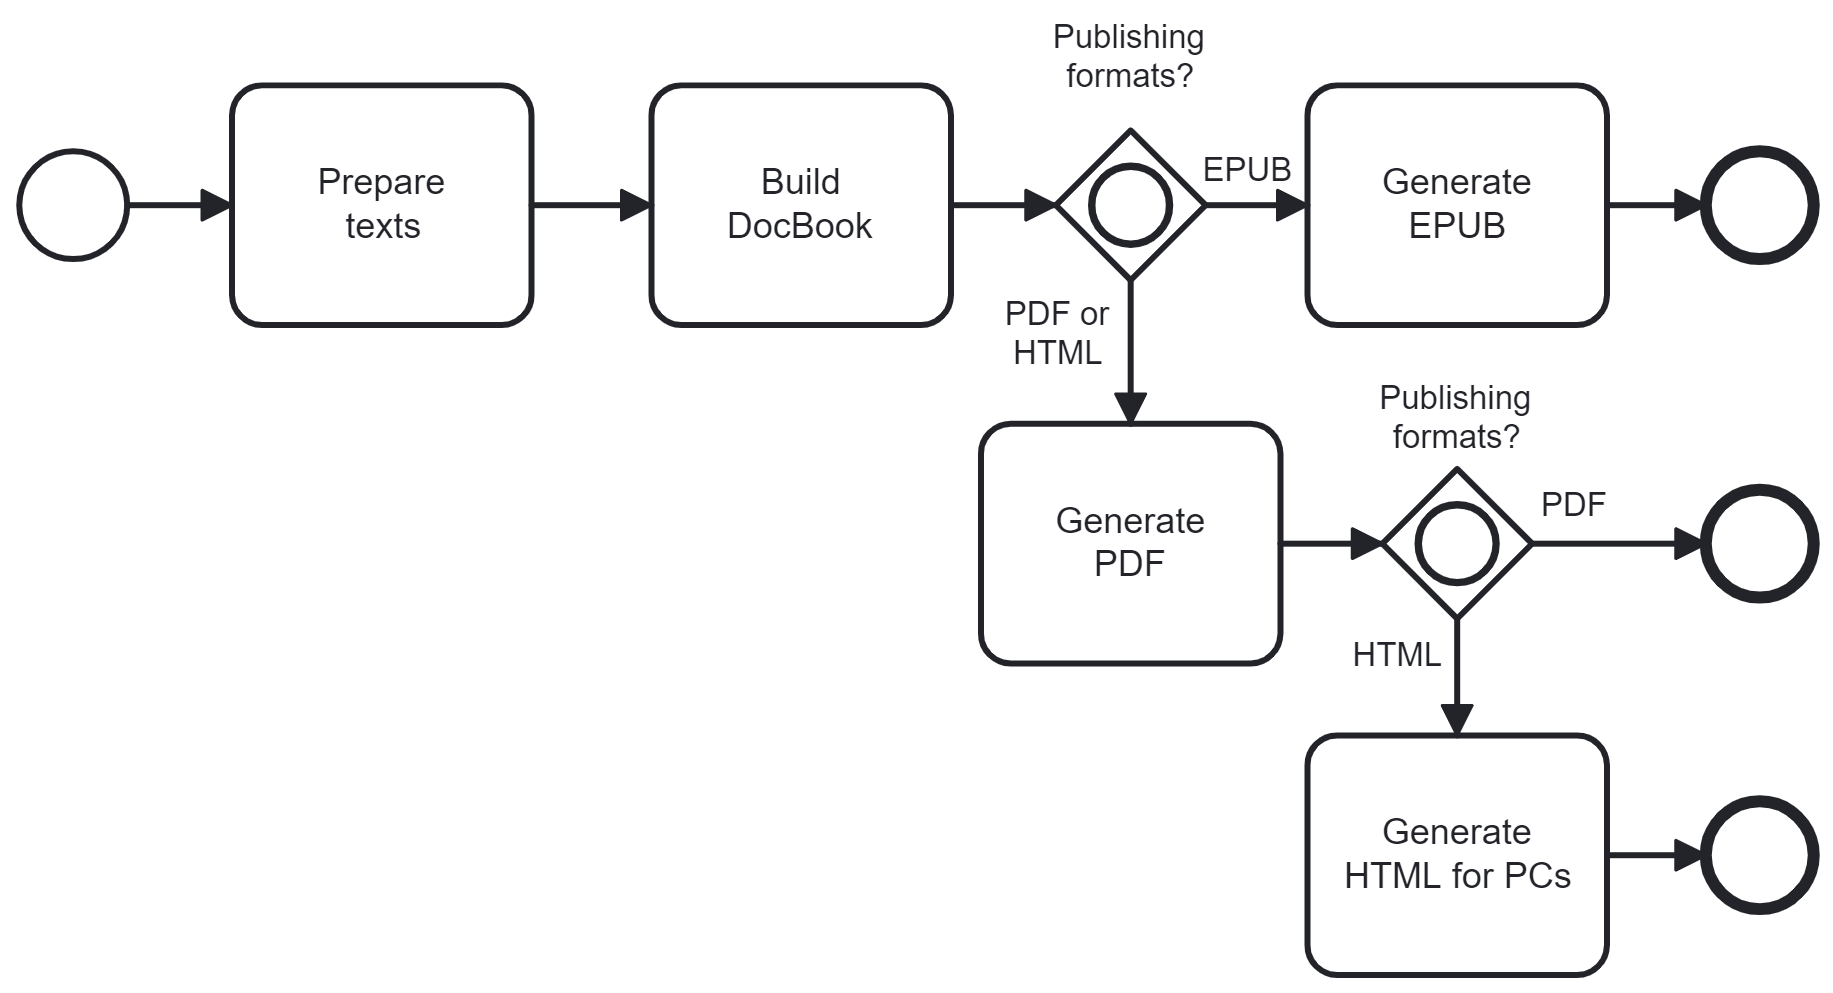 Publishing
formats?
Prepare
texts
Build
DocBook
EPUB
Generate
EPUB
PDF or
HTML
Generate
PDF
Publishing
formats?
PDF
HTML
Generate
HTML for PCs